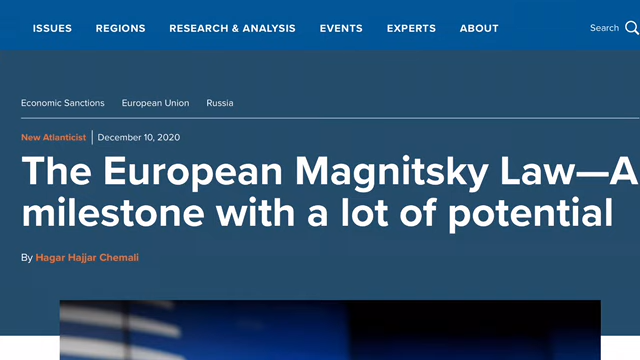 ISSUES REGIONS RESEARCH & ANALYSIS EVENTS EXPERTS ABOUT Search
Economic Sanctions European Union Russia
New Atlanticist | December 10, 2020
The European Magnitsky Law—A
milestone with a lot of potential
By Hagar Hajjar Chemali